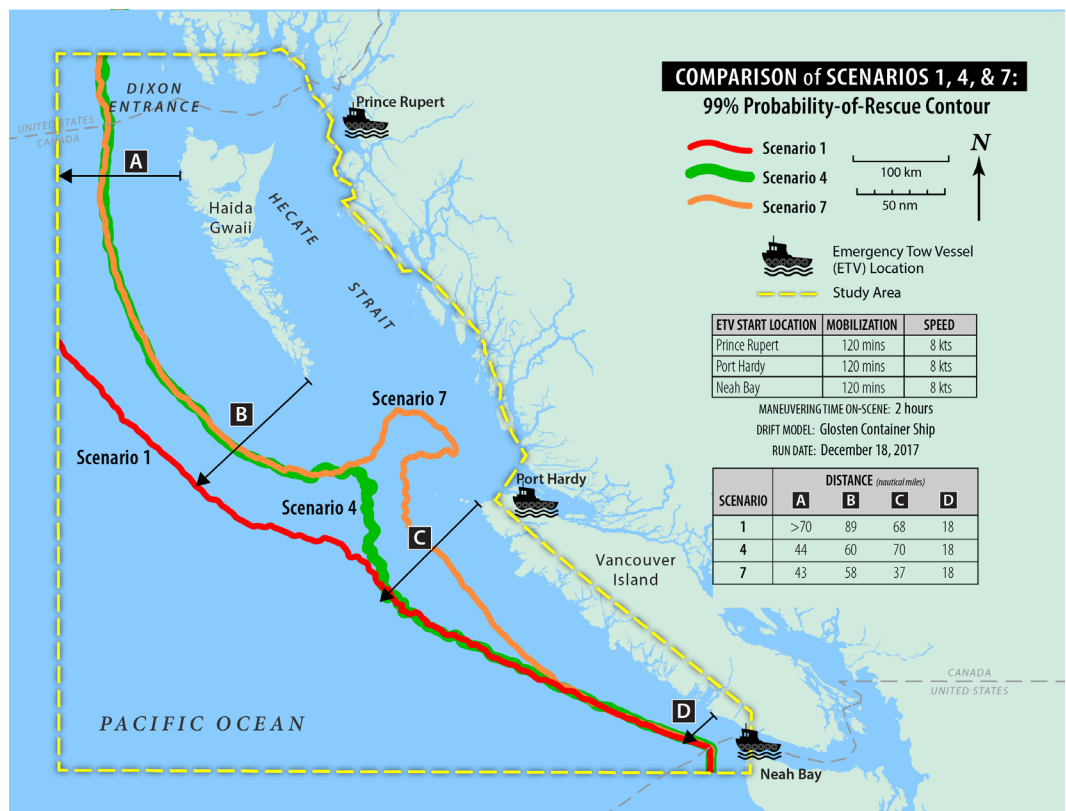 COMPARISON of SCENARIOS 1, 4, & 7:
99% Probability-of-Rescue Contour
Scenario 1
Scenario 4
Scenario 7
100 km
50 nm
N
Emergency Tow Vessel
(ETV) Location
Study Area
ETV START LOCATION MOBILIZATION SPEED
Prince Rupert 120 mins 8 kts
Port Hardy 120 mins 8 kts
Neah Bay 120 mins 8 kts
MANEUVERING TIME ON-SCENE: 2 hours
DRIFT MODEL: Glosten Container Ship
RUN DATE: December 18, 2017
SCENARIO DISTANCE (nautical miles)
A B C D
1 >70 89 68 18
4 44 60 70 18
7 43 58 37 18
DIXON
ENTRANCE
UNITED STATES
CANADA
Prince Rupert
A
Haida
Gwaii
HECATE
STRAIT
B
Scenario 7
Scenario 1
Scenario 4
Port Hardy
C
Vancouver
Island
D
PACIFIC OCEAN
Neah Bay
CANADA
UNITED STATES